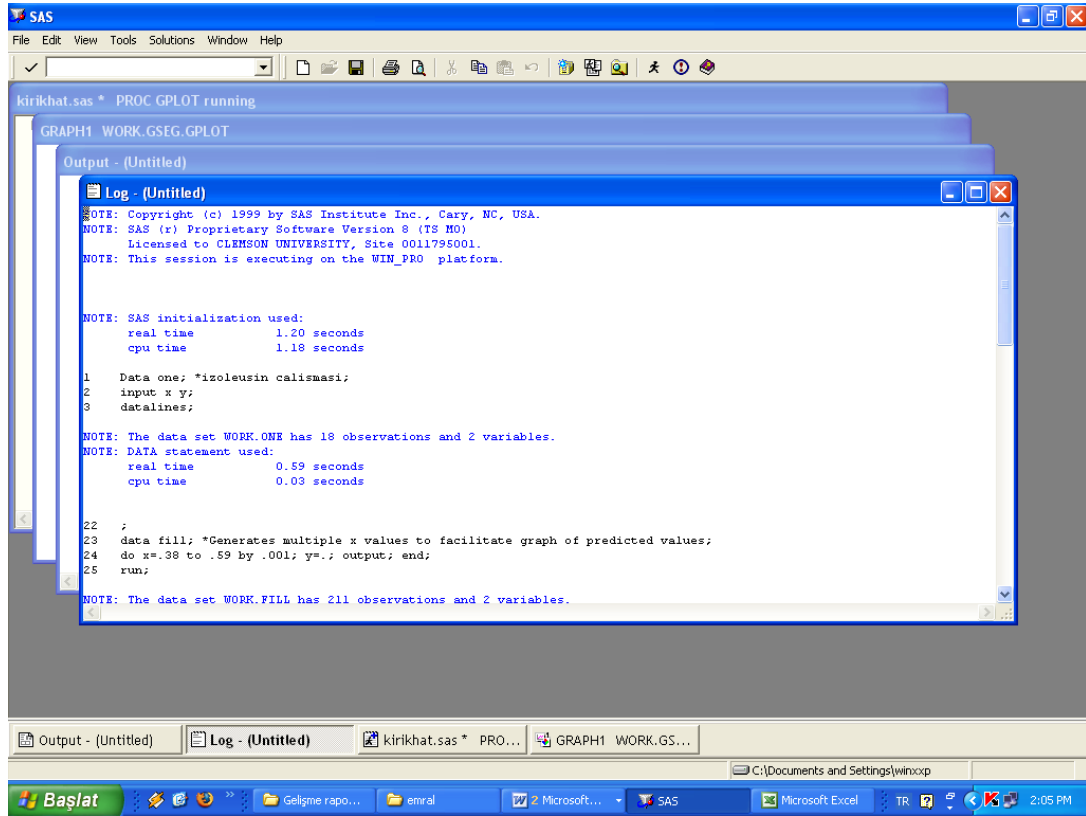 SAS
File Edit View Tools Solutions Window Help
kirikhat.sas * PROC GPLOT running
GRAPH1 WORK.GSEG.GPLOT
Output - (Untitled)
Log - (Untitled)
NOTE: Copyright (c) 1999 by SAS Institute Inc., Cary, NC, USA.
NOTE: SAS (r) Proprietary Software Version 8 (TS M0)
Licensed to CLEMSON UNIVERSITY, Site 0011795001.
NOTE: This session is executing on the WIN_PRO platform.
NOTE: SAS initialization used:
real time 1.20 seconds
cpu time 1.18 seconds
1 Data one; *izoleusin calismasi;
2 input x y;
3 datalines;
NOTE: The data set WORK.ONE has 18 observations and 2 variables.
NOTE: DATA statement used:
real time 0.59 seconds
cpu time 0.03 seconds
22 ;
23 data fill; *Generates multiple x values to facilitate graph of predicted values;
24 do x=.38 to .59 by .001; y=.; output; end;
25 run;
NOTE: The data set WORK.FILL has 211 observations and 2 variables.
Output - (Untitled) Log - (Untitled) kirikhat.sas * PRO... GRAPH1 WORK.GS...
C:\Documents and Settings\winxxp
Başlat » Gelişme rapo... emral 2 Microsoft... SAS Microsoft Excel TR 2:05 PM